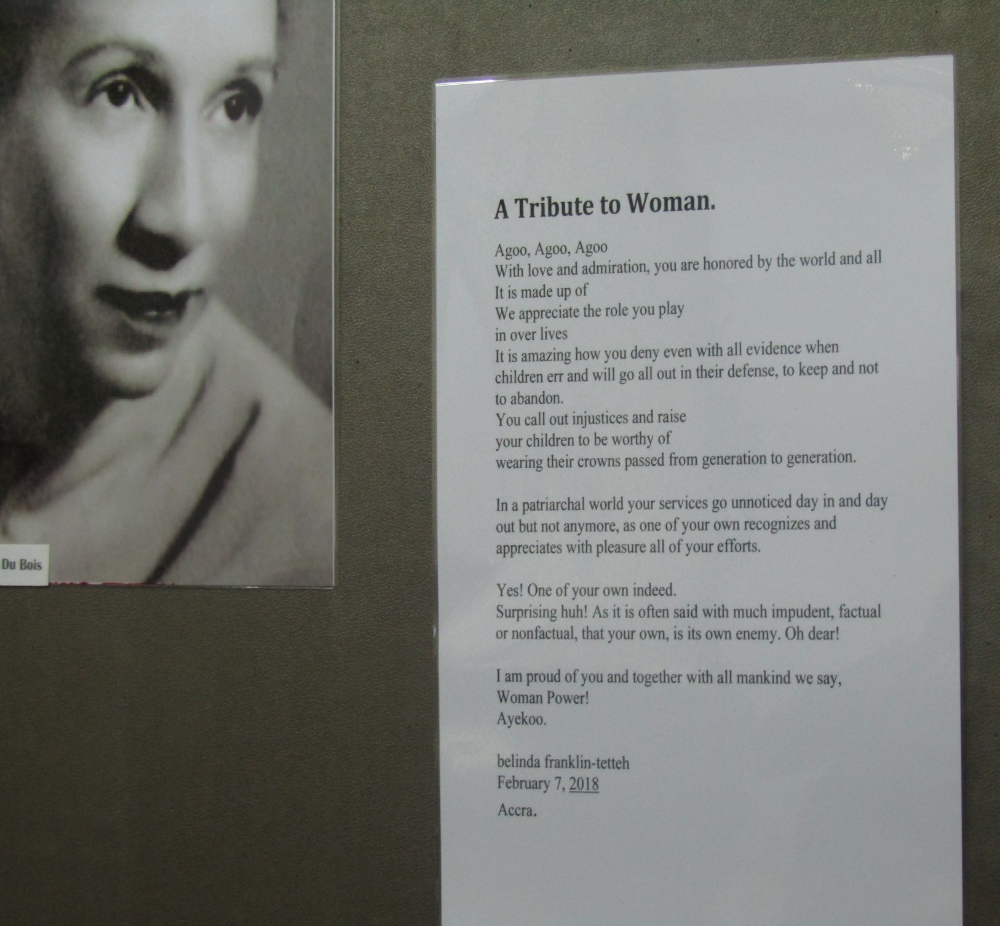 Du Bois
A Tribute to Woman.
Agoo, Agoo, Agoo
With love and admiration, you are honored by the world and all
It is made up of
We appreciate the role you play
in over lives
It is amazing how you deny even with all evidence when
children err and will go all out in their defense, to keep and not
to abandon.
You call out injustices and raise
your children to be worthy of
wearing their crowns passed from generation to generation.
In a patriarchal world your services go unnoticed day in and day
out but not anymore, as one of your own recognizes and
appreciates with pleasure all of your efforts.
Yes! One of your own indeed.
Surprising huh! As it is often said with much impudent, factual
or nonfactual, that your own, is its own enemy. Oh dear!
I am proud of you and together with all mankind we say,
Woman Power!
Ayekoo.
belinda franklin-tetteh
February 7, 2018
Accra.